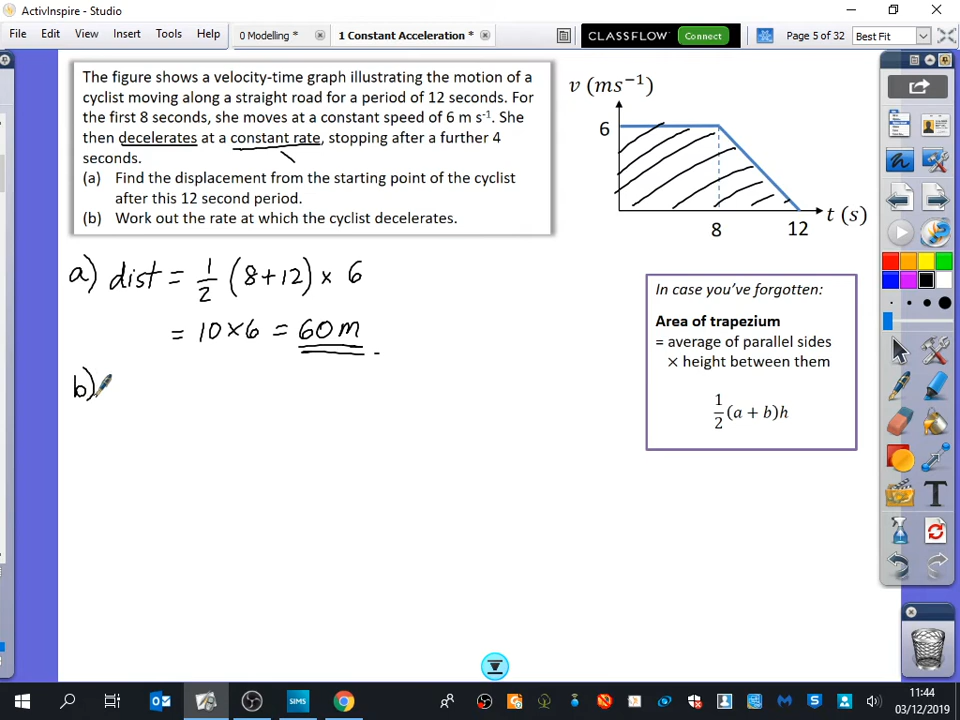 ActivInspire - Studio
File Edit View Insert Tools Help
0 Modelling *
1 Constant Acceleration *
CLASSFLOW
Connect
Page 5 of 32
Best Fit
The figure shows a velocity-time graph illustrating the motion of a
cyclist moving along a straight road for a period of 12 seconds. For
the first 8 seconds, she moves at a constant speed of 6 m s⁻¹. She
then decelerates at a constant rate, stopping after a further 4
seconds.
(a) Find the displacement from the starting point of the cyclist
after this 12 second period.
(b) Work out the rate at which the cyclist decelerates.
v (ms⁻¹)
6
t (s)
8
12
a) dist = 1/2 (8+12) × 6
= 10×6 = 60m
b)
In case you've forgotten:
Area of trapezium
= average of parallel sides
× height between them
1/2(a + b)h
SIMS
11:44
03/12/2019